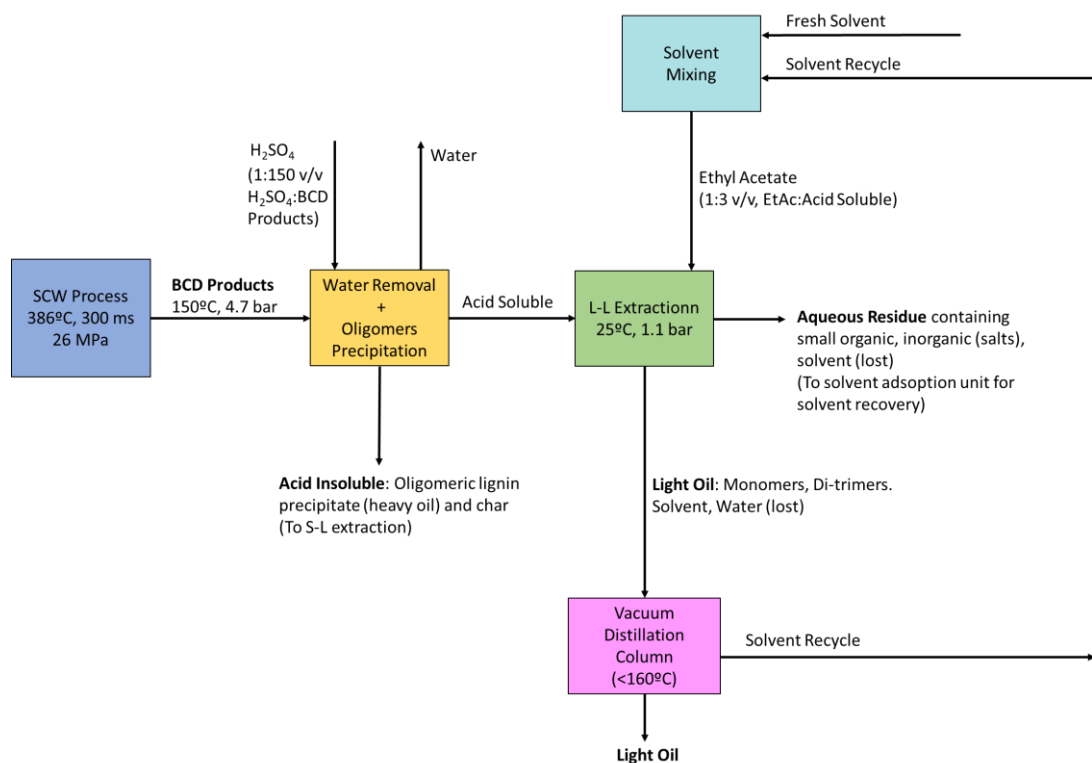 Fresh Solvent
Solvent
Mixing
Solvent Recycle
H₂SO₄
(1:150 v/v
H₂SO₄:BCD
Products)
Water
Ethyl Acetate
(1:3 v/v, EtAc:Acid Soluble)
SCW Process
386ºC, 300 ms
26 MPa
BCD Products
150ºC, 4.7 bar
Water Removal
+
Oligomers
Precipitation
Acid Soluble
L-L Extractionn
25ºC, 1.1 bar
Aqueous Residue containing
small organic, inorganic (salts),
solvent (lost)
(To solvent adsoption unit for
solvent recovery)
Acid Insoluble: Oligomeric lignin
precipitate (heavy oil) and char
(To S-L extraction)
Light Oil: Monomers, Di-trimers.
Solvent, Water (lost)
Vacuum
Distillation
Column
(<160ºC)
Solvent Recycle
Light Oil